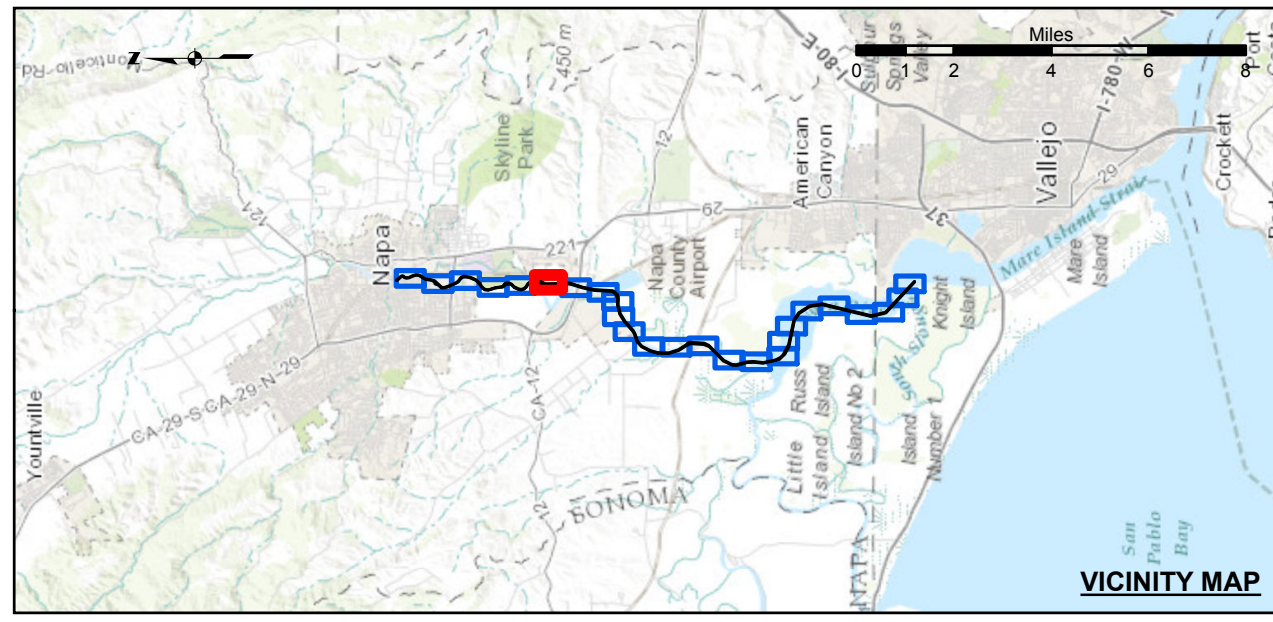 Monticello-Rd
Z
450 m
I-80-E
Sulphur
Springs
Valley
Miles
0 1 2 4 6 8
I-780-W
Port
Crockett
Skyline
Park
12
American
Canyon
Vallejo
29
121
Napa
221
29
37
Mare Island Strait
Mare
Island
Napa
County
Airport
Knight
Island
South Slough
CA-29-S CA-29-N-29
CA-12
Yountville
Little
Island
Russ
Island
Island No 2
Island
Number 1
12
SONOMA
NAPA
San
Pablo
Bay
VICINITY MAP